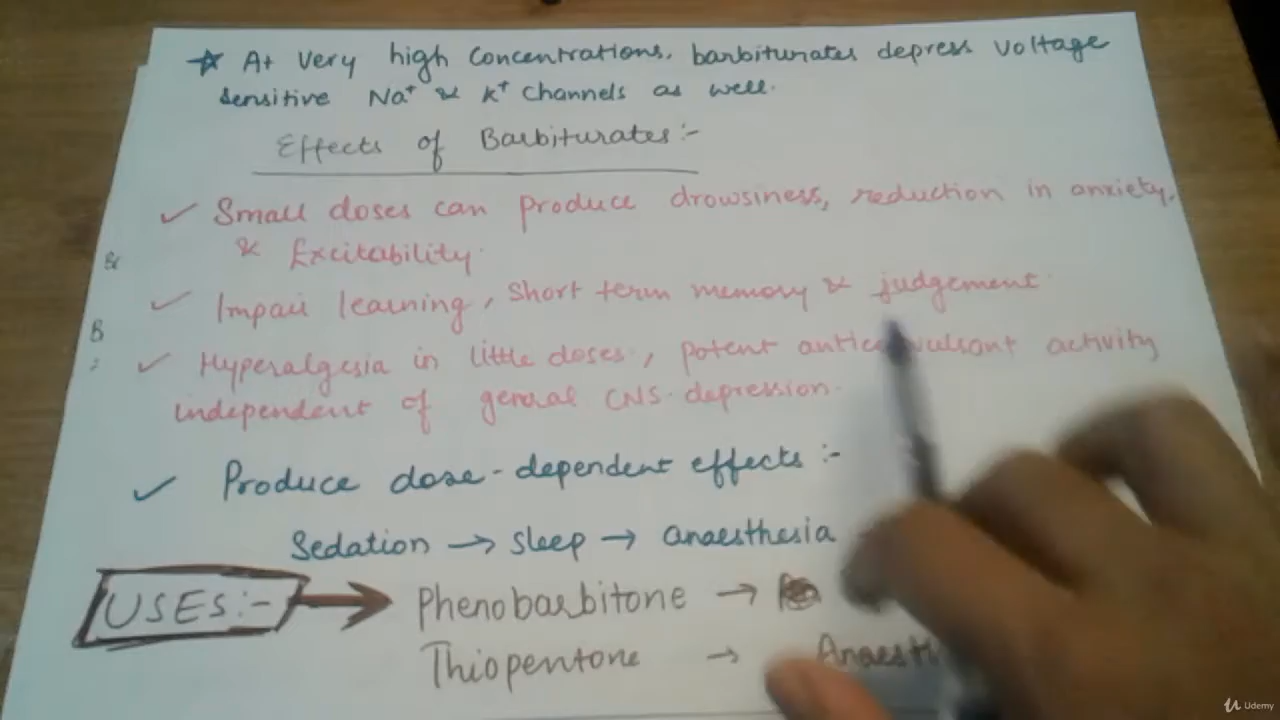 ☆ At very high concentrations, barbiturates depress voltage
sensitive Na⁺ & K⁺ channels as well.
Effects of Barbiturates:-
✓ Small doses can produce drowsiness, reduction in anxiety,
& Excitability.
✓ Impair learning, short term memory & judgement.
✓ Hyperalgesia in little doses, potent activity
independent of general CNS depression.
✓ Produce dose-dependent effects :-
Sedation → Sleep → Anaesthesia
USES:- → Phenobarbitone →
Thiopentone →
&
B
:
Udemy